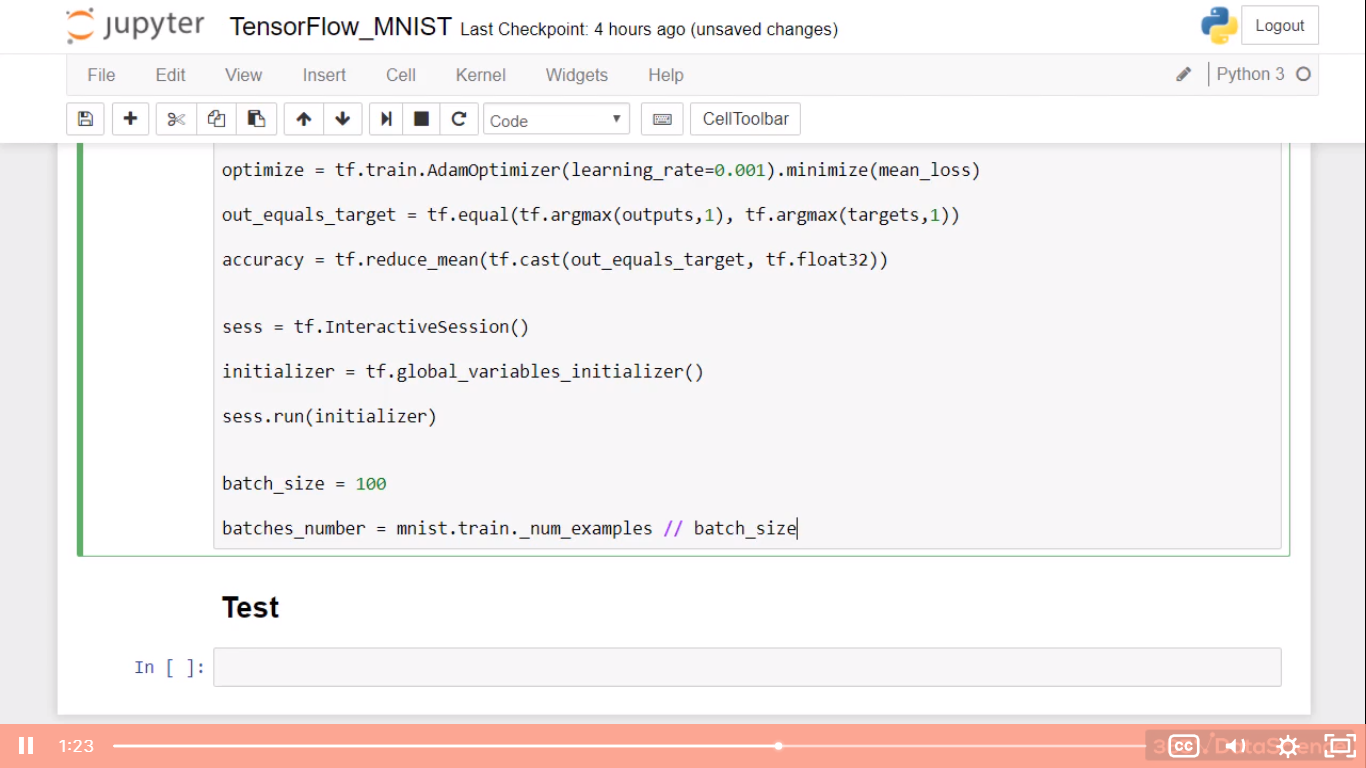 jupyter TensorFlow_MNIST Last Checkpoint: 4 hours ago (unsaved changes) Logout
File Edit View Insert Cell Kernel Widgets Help Python 3
Code CellToolbar
optimize = tf.train.AdamOptimizer(learning_rate=0.001).minimize(mean_loss)
out_equals_target = tf.equal(tf.argmax(outputs,1), tf.argmax(targets,1))
accuracy = tf.reduce_mean(tf.cast(out_equals_target, tf.float32))
sess = tf.InteractiveSession()
initializer = tf.global_variables_initializer()
sess.run(initializer)
batch_size = 100
batches_number = mnist.train._num_examples // batch_size
Test
In [ ]:
1:23 CC